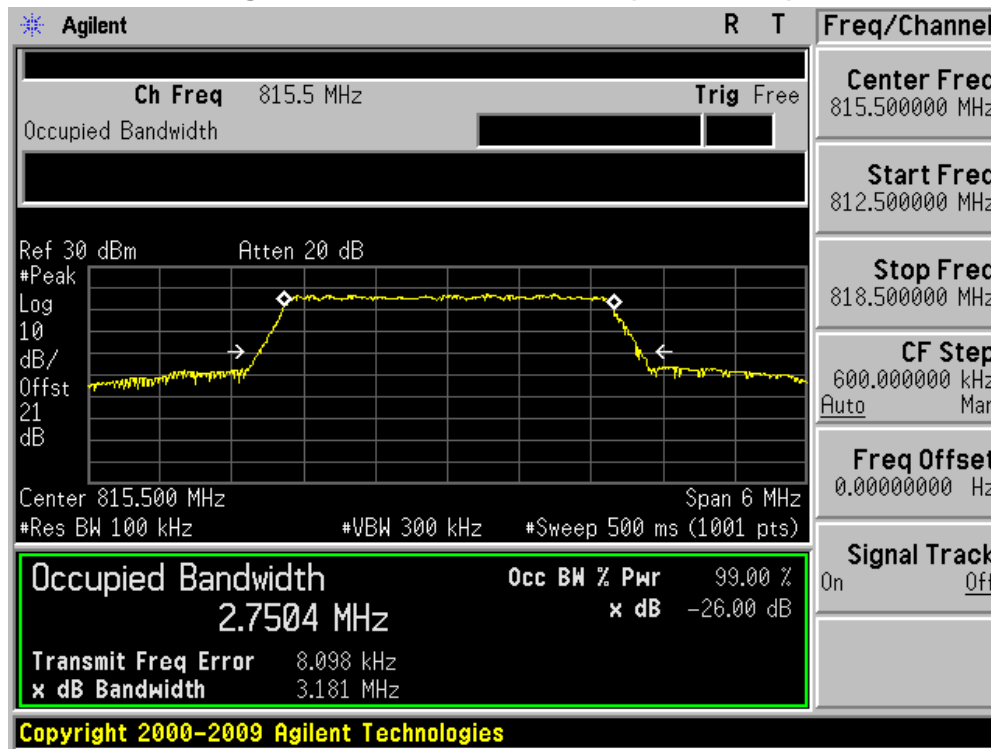 Agilent R T Freq/Channel
Ch Freq 815.5 MHz Trig Free
Occupied Bandwidth
Center Freq
815.500000 MHz
Start Freq
812.500000 MHz
Stop Freq
818.500000 MHz
CF Step
600.000000 kHz
Auto Man
Freq Offset
0.00000000 Hz
Signal Track
On Off
Ref 30 dBm Atten 20 dB
#Peak
Log
10
dB/
Offst
21
dB
Center 815.500 MHz Span 6 MHz
#Res BW 100 kHz #VBW 300 kHz #Sweep 500 ms (1001 pts)
Occupied Bandwidth Occ BW % Pwr 99.00 %
2.7504 MHz x dB -26.00 dB
Transmit Freq Error 8.098 kHz
x dB Bandwidth 3.181 MHz
Copyright 2000-2009 Agilent Technologies